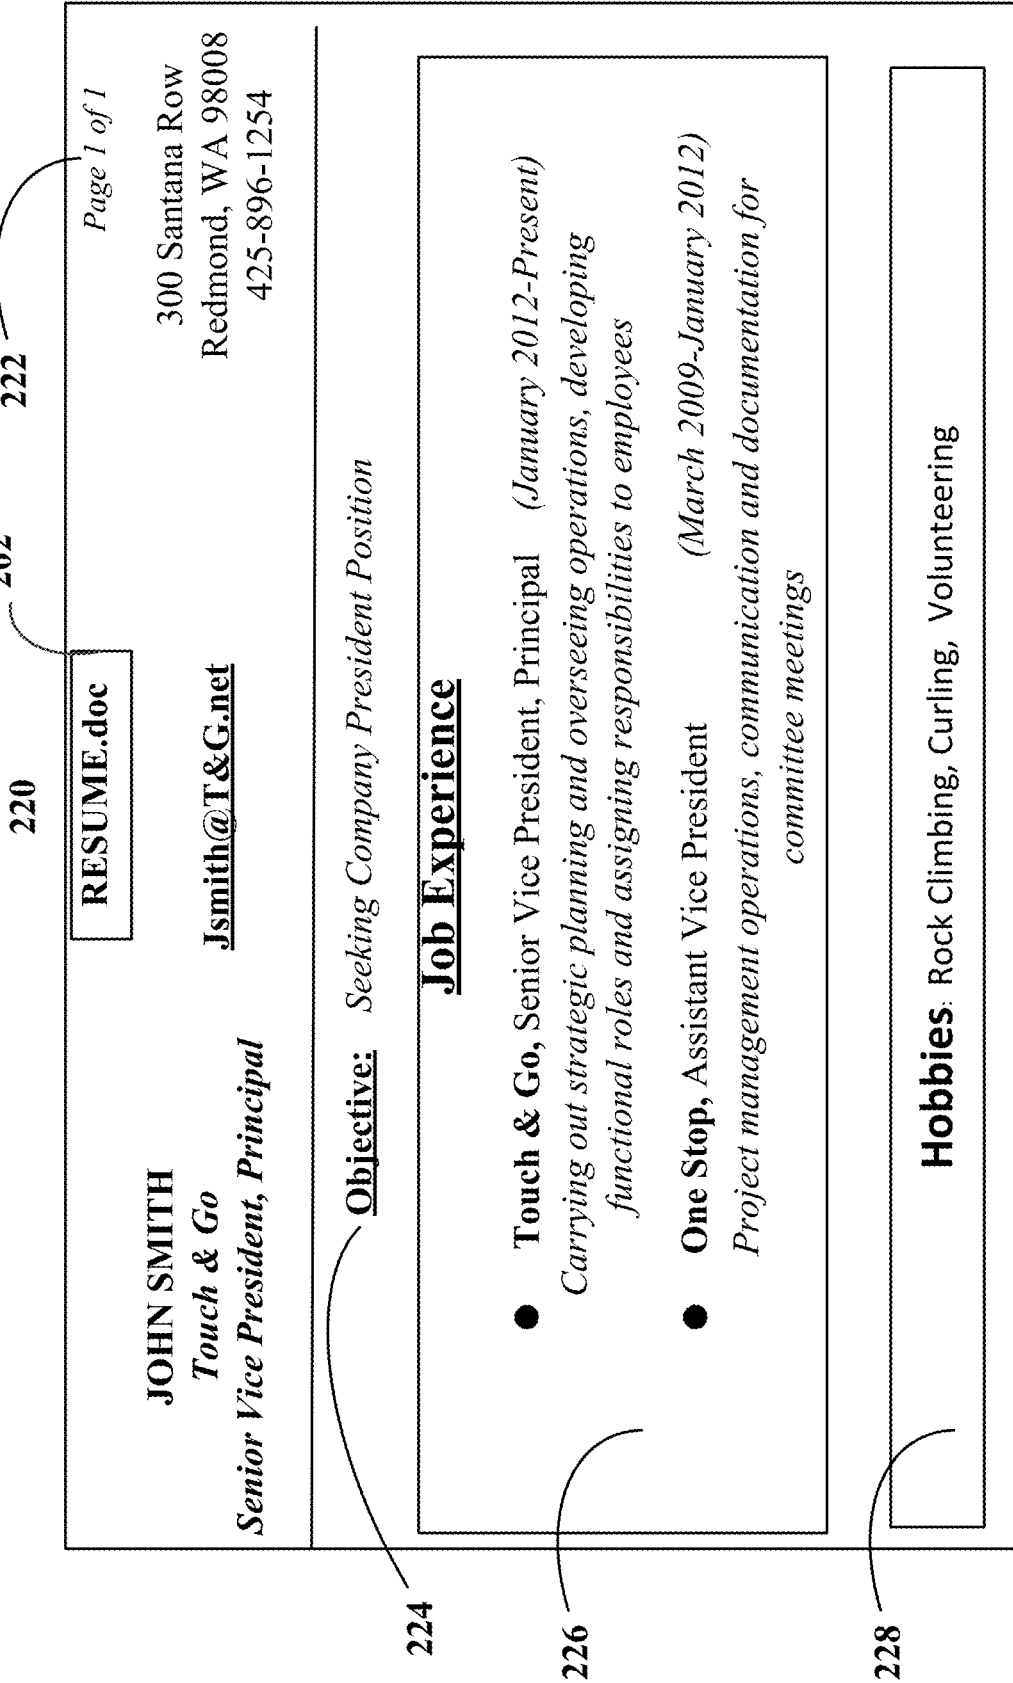 220
222
RESUME.doc
Page 1 of 1
JOHN SMITH
Touch & Go
Senior Vice President, Principal
Jsmith@T&G.net
300 Santana Row
Redmond, WA 98008
425-896-1254
224
Objective: Seeking Company President Position
Job Experience
226
● Touch & Go, Senior Vice President, Principal (January 2012-Present)
Carrying out strategic planning and overseeing operations, developing
functional roles and assigning responsibilities to employees
● One Stop, Assistant Vice President (March 2009-January 2012)
Project management operations, communication and documentation for
committee meetings
228
Hobbies: Rock Climbing, Curling, Volunteering